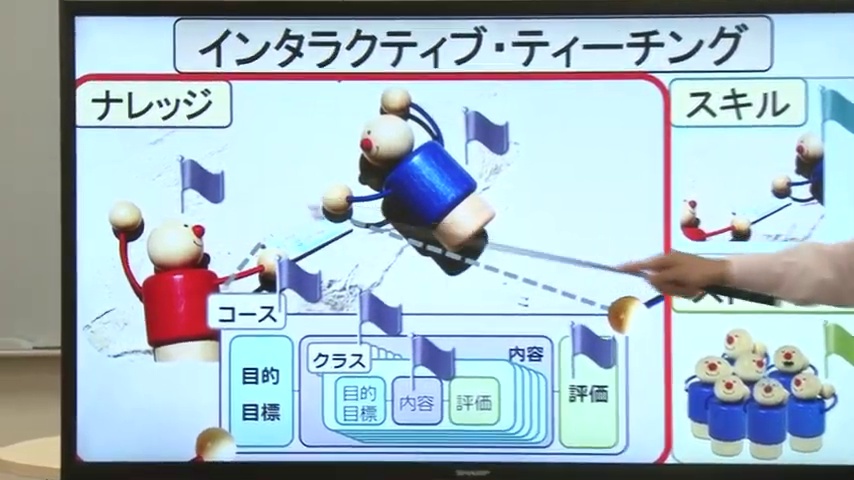 インタラクティブ・ティーチング
ナレッジ
スキル
コース
クラス
内容
目的
目標
目的
目標
内容
評価
評価